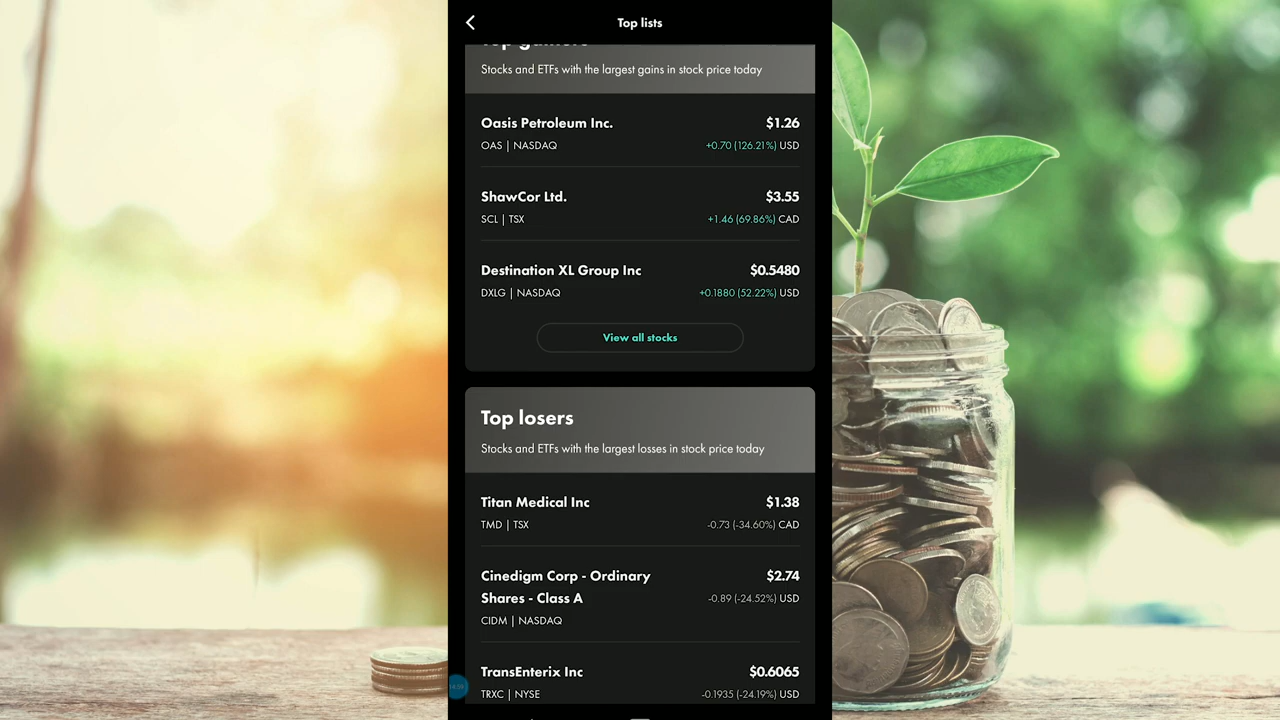 Top lists
Top gainers
Stocks and ETFs with the largest gains in stock price today
Oasis Petroleum Inc.
$1.26
OAS | NASDAQ
+0.70 (126.21%) USD
ShawCor Ltd.
$3.55
SCL | TSX
+1.46 (69.86%) CAD
Destination XL Group Inc
$0.5480
DXLG | NASDAQ
+0.1880 (52.22%) USD
View all stocks
Top losers
Stocks and ETFs with the largest losses in stock price today
Titan Medical Inc
$1.38
TMD | TSX
-0.73 (-34.60%) CAD
Cinedigm Corp - Ordinary
$2.74
Shares - Class A
-0.89 (-24.52%) USD
CIDM | NASDAQ
TransEnterix Inc
$0.6065
TRXC | NYSE
-0.1935 (-24.19%) USD